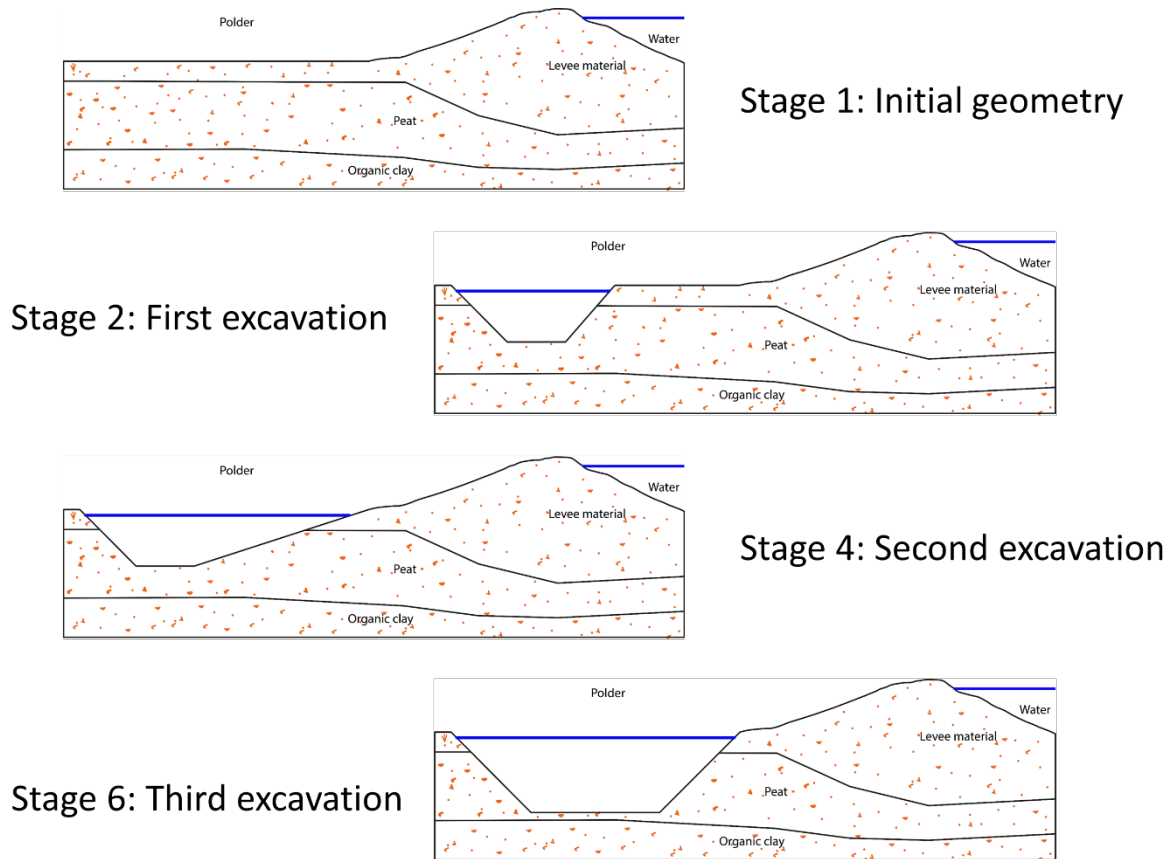 Polder
Water
Levee material
Peat
Organic clay
Stage 1: Initial geometry
Polder
Water
Levee material
Peat
Organic clay
Stage 2: First excavation
Polder
Water
Levee material
Peat
Organic clay
Stage 4: Second excavation
Polder
Water
Levee material
Peat
Organic clay
Stage 6: Third excavation